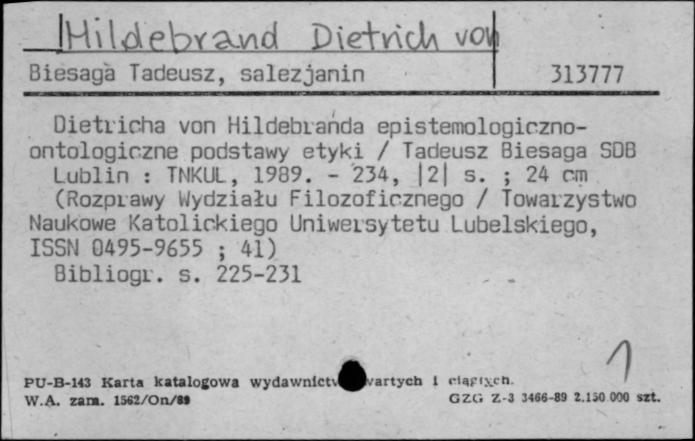 Hildebrand Dietrich von
Biesaga Tadeusz, salezjanin 313777
Dietricha von Hildebranda epistemologiczno-
ontologiczne podstawy etyki / Tadeusz Biesaga SDB
Lublin : TNKUL, 1989. - 234, |2| s. ; 24 cm
(Rozprawy Wydziału Filozoficznego / Towarzystwo
Naukowe Katolickiego Uniwersytetu Lubelskiego,
ISSN 0495-9655 ; 41)
Bibliogr. s. 225-231
1
PU-B-143 Karta katalogowa wydawnictw zwartych i ciągłych.
W.A. zam. 1562/On/89 GZG Z-3 3466-89 2.150.000 szt.